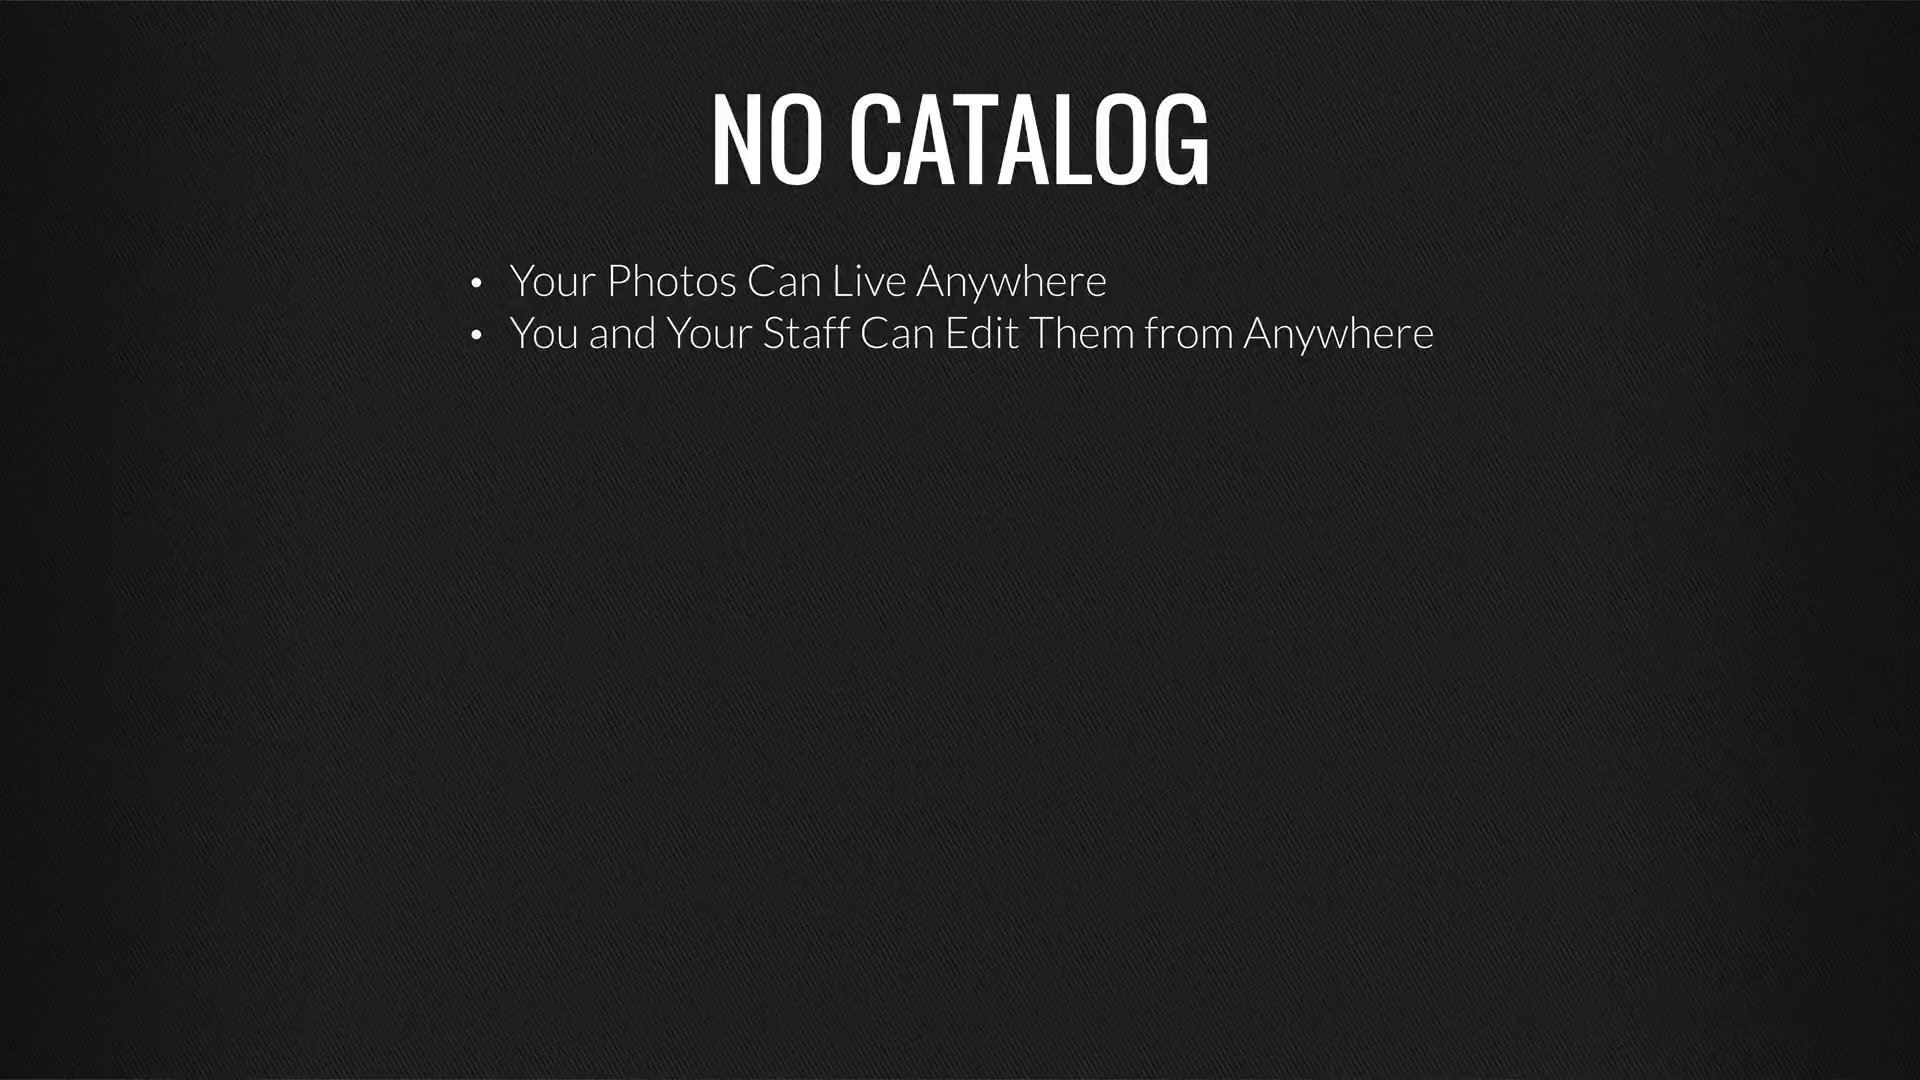 NO CATALOG
• Your Photos Can Live Anywhere
• You and Your Staff Can Edit Them from Anywhere